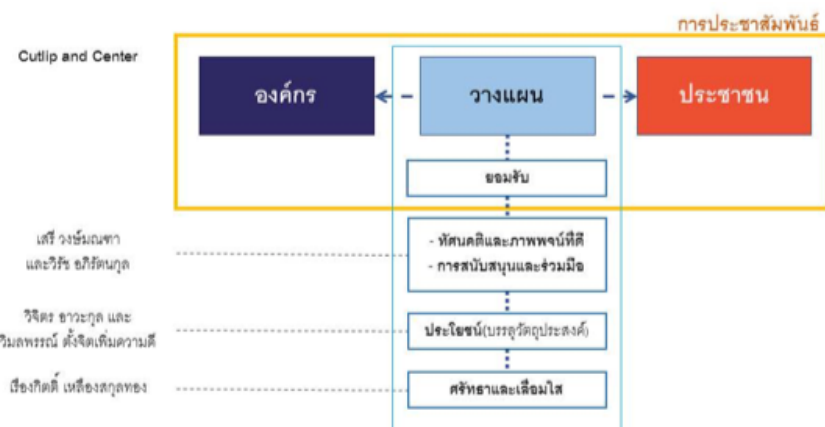 การประชาสัมพันธ์
Cutlip and Center
องค์กร
วางแผน
ประชาชน
ยอมรับ
เสรี วงษ์มณฑา
และวิรัช อภิรัตนกุล
- ทัศนคติและภาพพจน์ที่ดี
- การสนับสนุนและร่วมมือ
วิจิตร อาวะกุล และ
วิมลพรรณ์ ตั้งจิตเพิ่มความดี
ประโยชน์(บรรลุวัตถุประสงค์)
เรืองกิตติ์ เหลืองสกุลทอง
ศรัทธาและเลื่อมใส